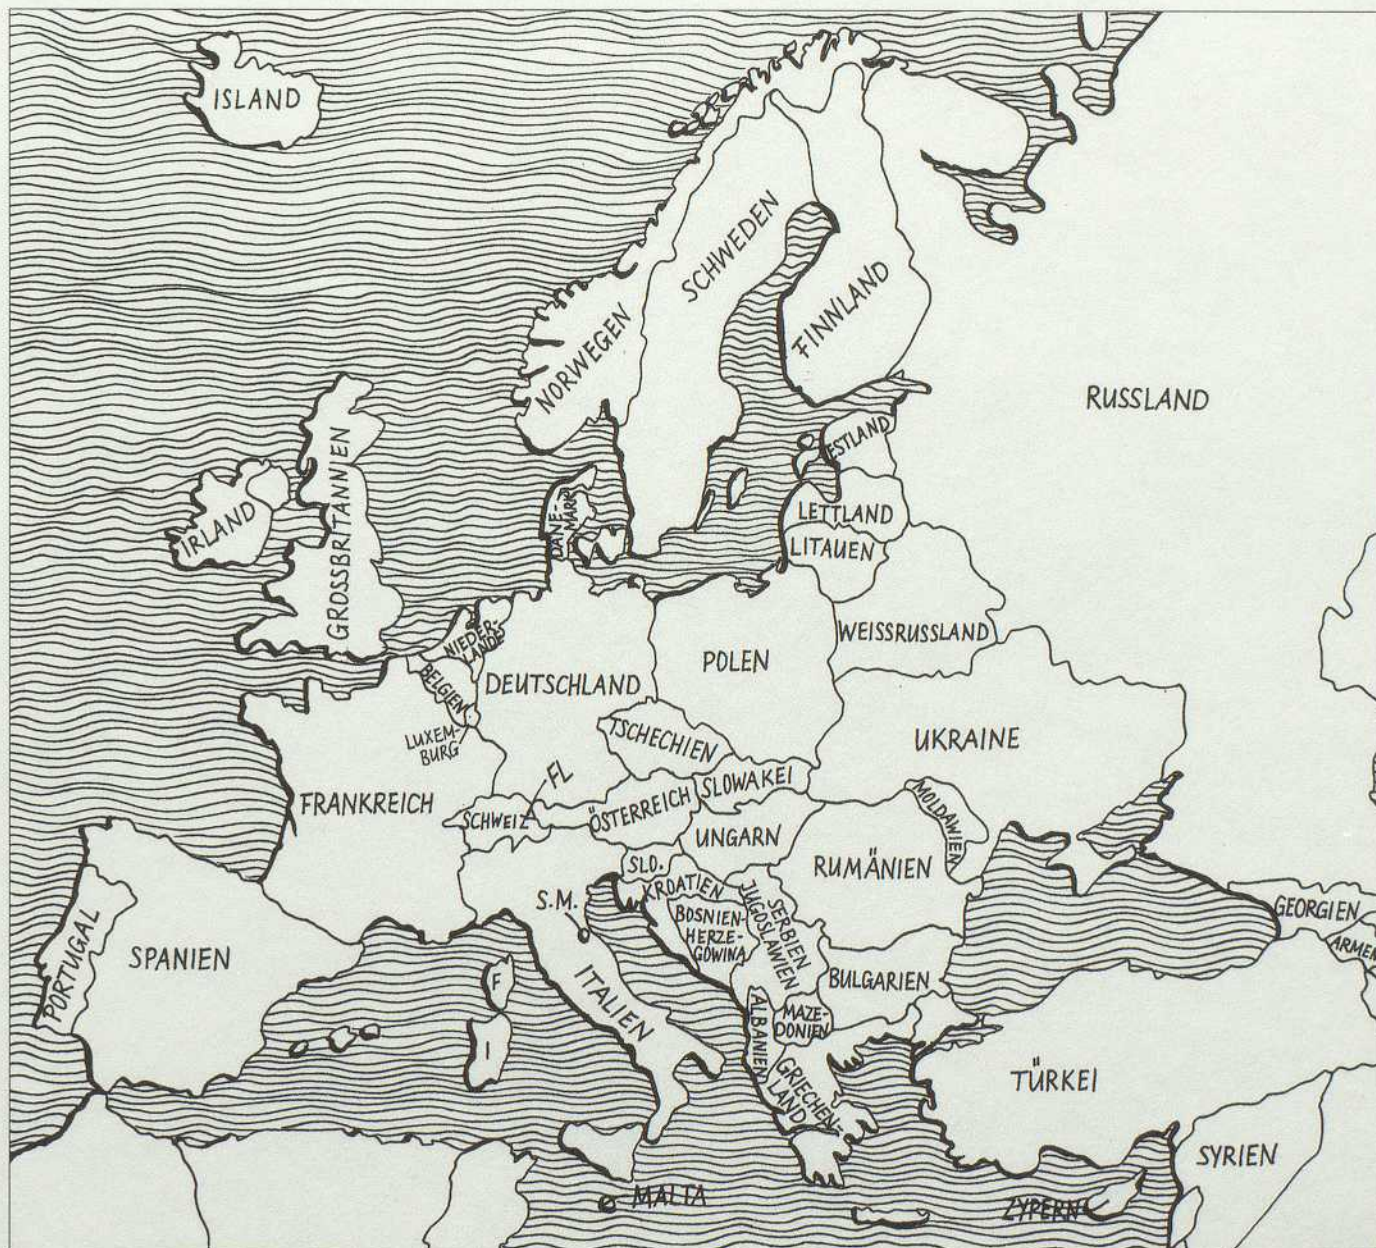 ISLAND
SCHWEDEN
FINNLAND
NORWEGEN
RUSSLAND
ESTLAND
GROSSBRITANNIEN
IRLAND
DÄNE-
MARK
LETTLAND
LITAUEN
WEISSRUSSLAND
NIEDER-
LANDE
POLEN
BELGIEN
DEUTSCHLAND
LUXEM-
BURG
TSCHECHIEN
UKRAINE
FL
SLOWAKEI
FRANKREICH
SCHWEIZ
ÖSTERREICH
MOLDAWIEN
UNGARN
RUMÄNIEN
SLO.
KROATIEN
S.M.
BOSNIEN-
HERZE-
GOWINA
SERBIEN
JUGOSLAWIEN
GEORGIEN
ARMEN
PORTUGAL
SPANIEN
F
ITALIEN
BULGARIEN
ALBANIEN
MAZE-
DONIEN
I
GRIECHEN-
LAND
TÜRKEI
SYRIEN
MALTA
ZYPERN